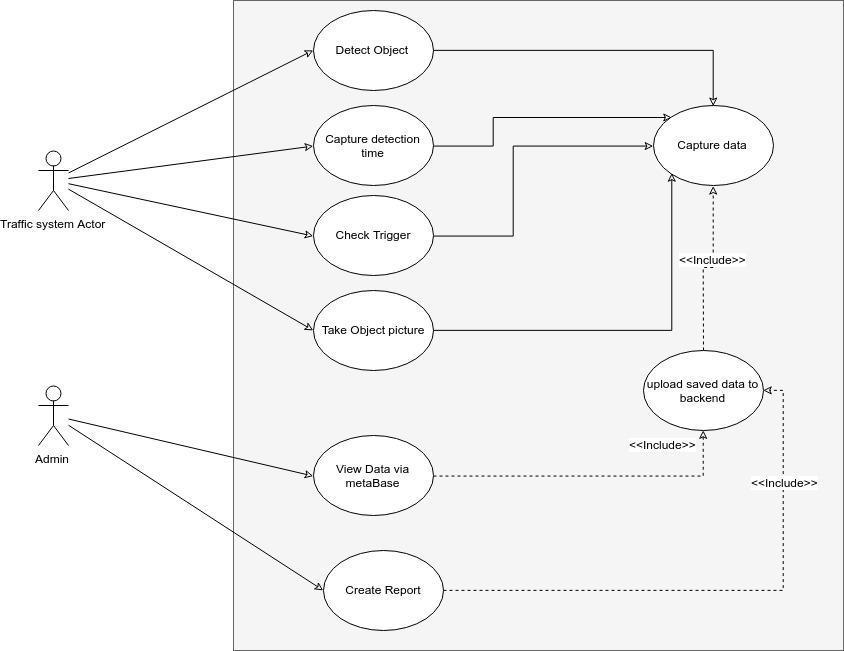 Detect Object
Capture detection
time
Capture data
Traffic system Actor
Check Trigger
<<Include>>
Take Object picture
upload saved data to
backend
<<Include>>
Admin
View Data via
metaBase
<<Include>>
Create Report